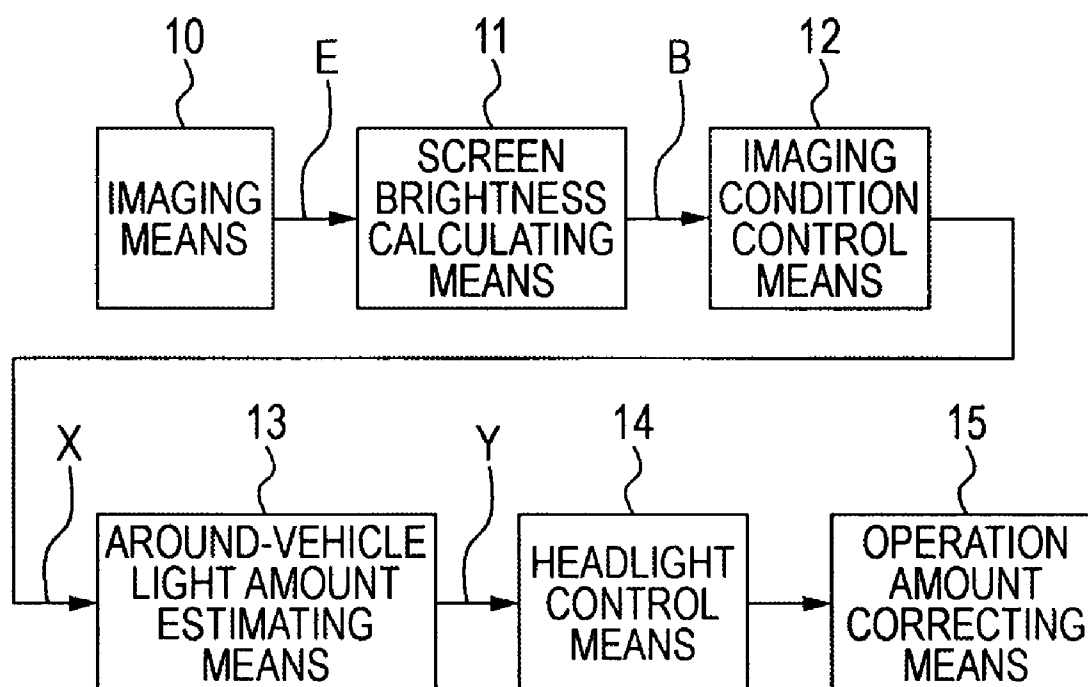 10
E
11
B
12
IMAGING
MEANS
SCREEN
BRIGHTNESS
CALCULATING
MEANS
IMAGING
CONDITION
CONTROL
MEANS
X
13
Y
14
15
AROUND-VEHICLE
LIGHT AMOUNT
ESTIMATING
MEANS
HEADLIGHT
CONTROL
MEANS
OPERATION
AMOUNT
CORRECTING
MEANS